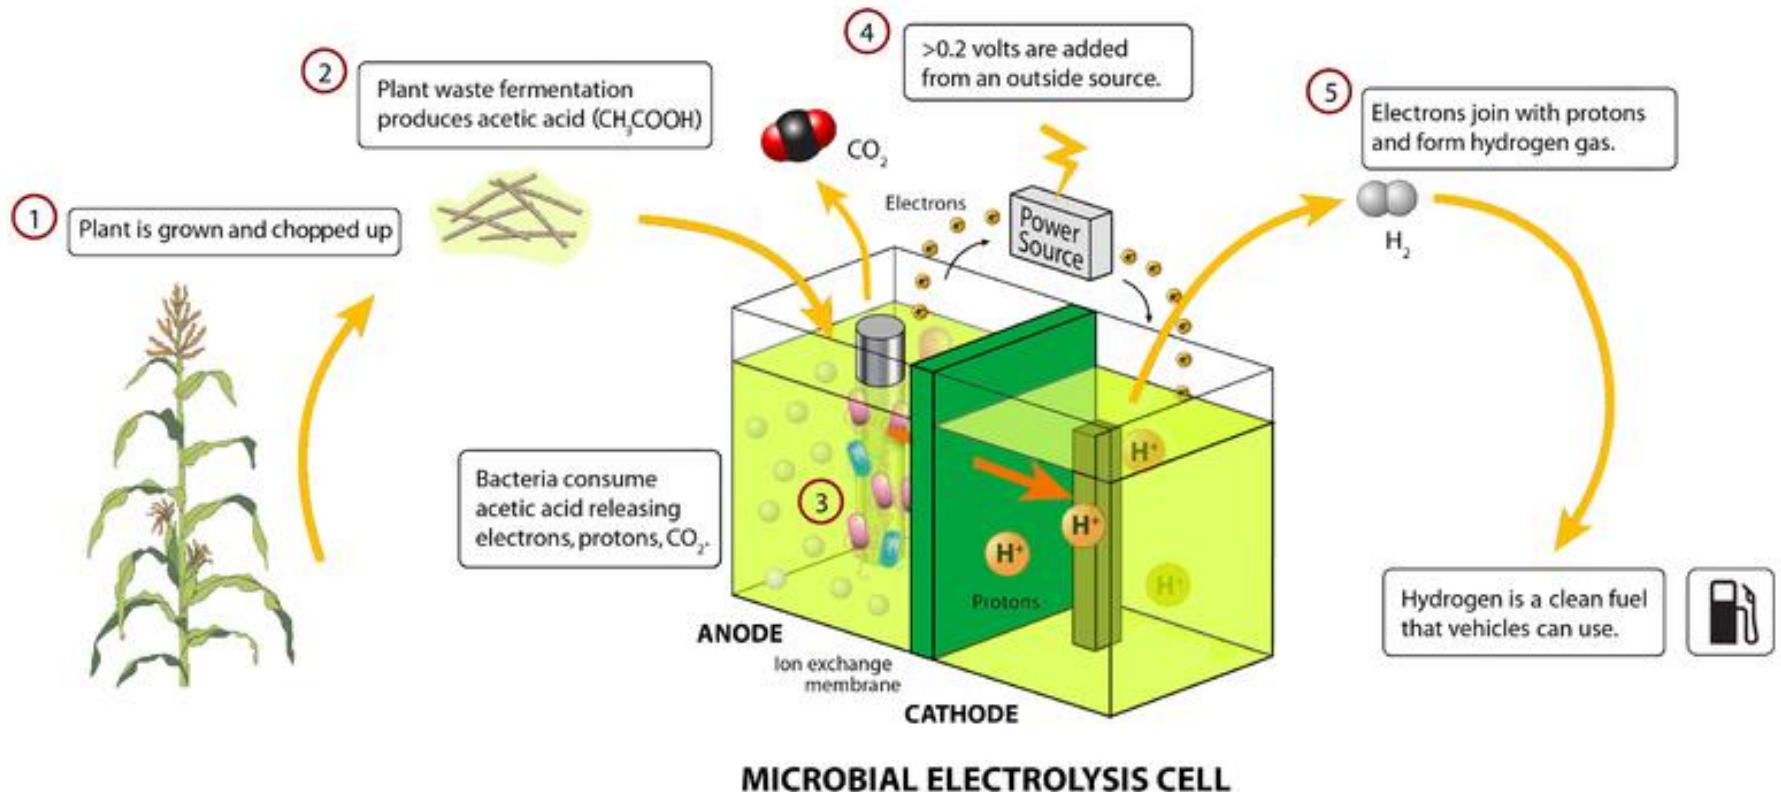 1
Plant is grown and chopped up
2
Plant waste fermentation
produces acetic acid (CH₃COOH)
CO₂
4
>0.2 volts are added
from an outside source.
Electrons
Power
Source
5
Electrons join with protons
and form hydrogen gas.
H₂
3
Bacteria consume
acetic acid releasing
electrons, protons, CO₂.
H⁺
H⁺
H⁺
H⁺
Protons
ANODE
Ion exchange
membrane
CATHODE
Hydrogen is a clean fuel
that vehicles can use.
MICROBIAL ELECTROLYSIS CELL